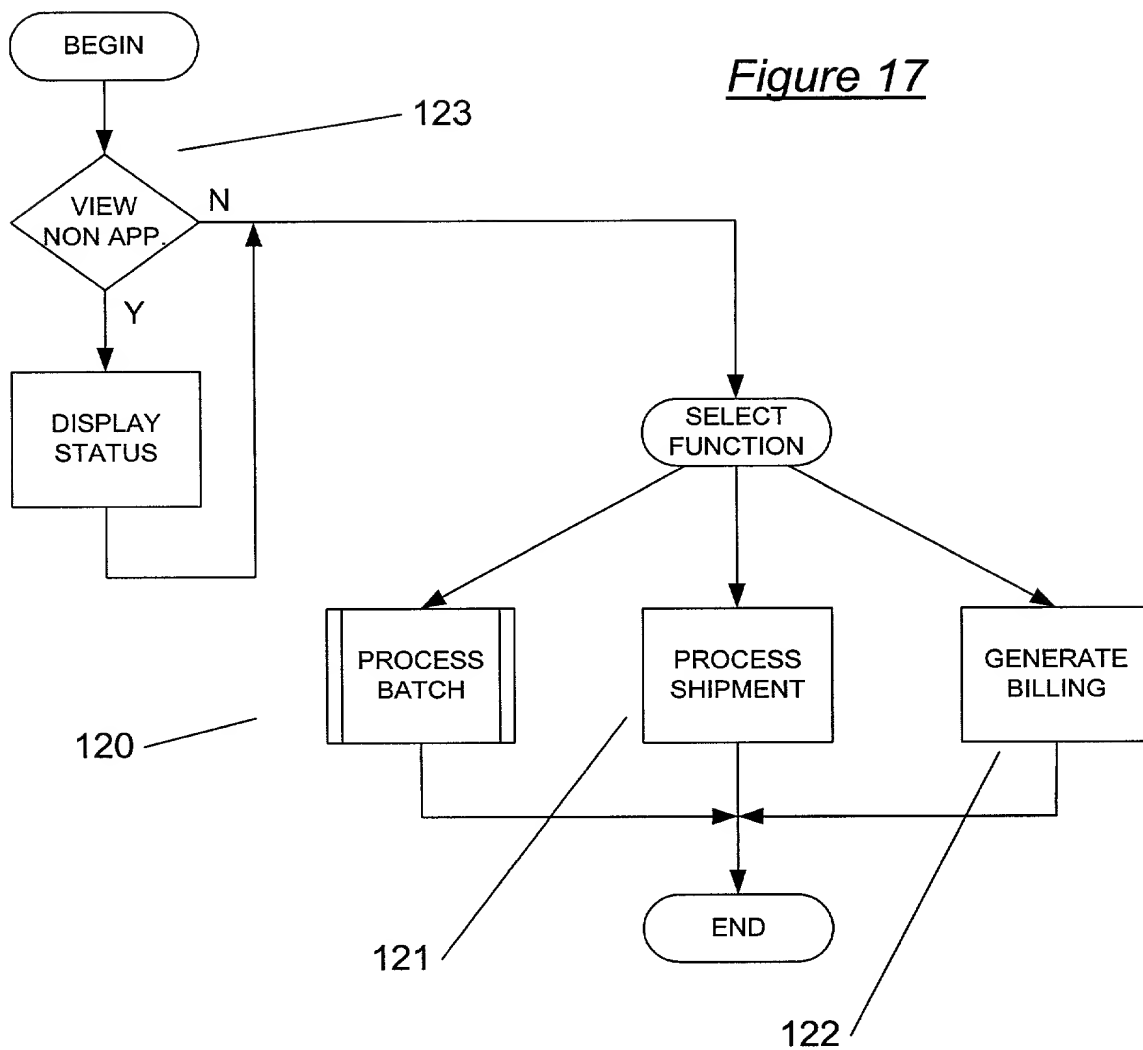 BEGIN
Figure 17
123
VIEW
NON APP.
N
Y
DISPLAY
STATUS
SELECT
FUNCTION
PROCESS
BATCH
PROCESS
SHIPMENT
GENERATE
BILLING
120
121
END
122